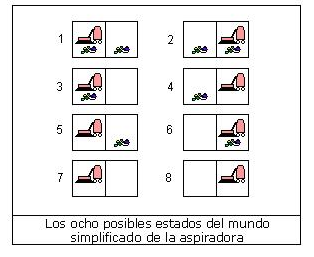 1 2
3 4
5 6
7 8
Los ocho posibles estados del mundo
simplificado de la aspiradora